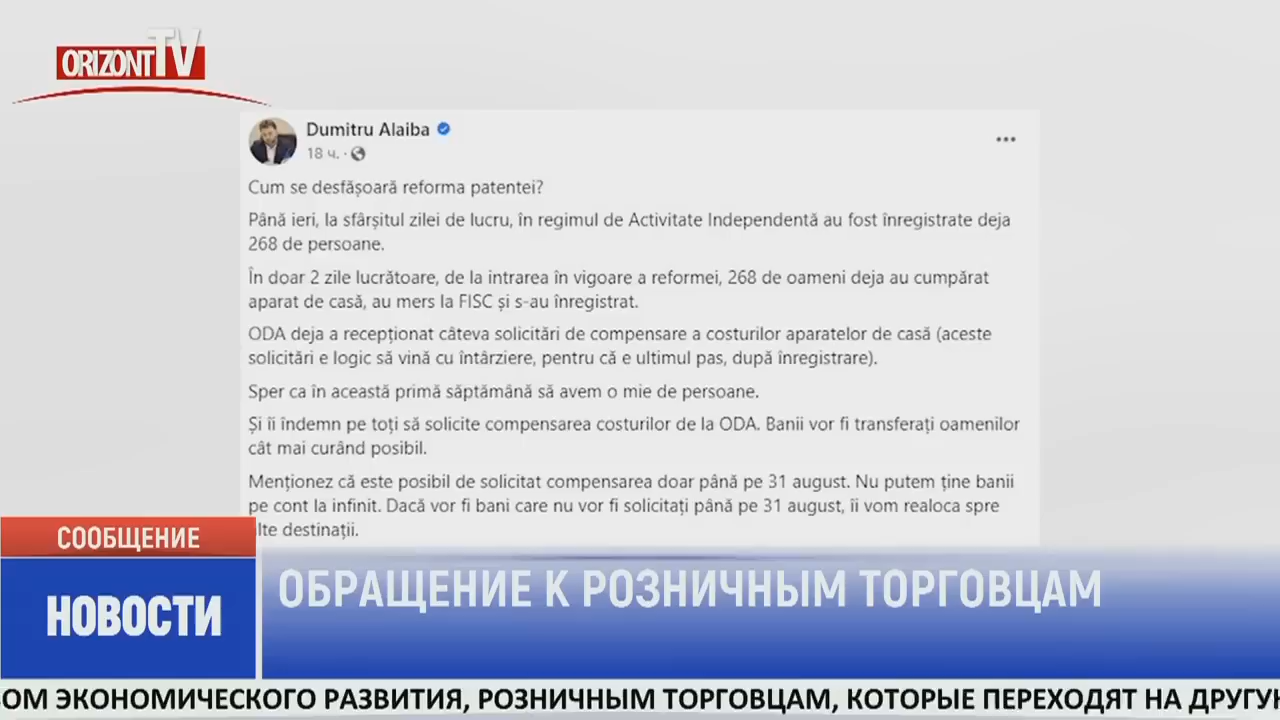 ORIZONT TV
Dumitru Alaiba
18 ч.
Cum se desfășoară reforma patentei?
Până ieri, la sfârșitul zilei de lucru, în regimul de Activitate Independentă au fost înregistrate deja
268 de persoane.
În doar 2 zile lucrătoare, de la intrarea în vigoare a reformei, 268 de oameni deja au cumpărat
aparat de casă, au mers la FISC și s-au înregistrat.
ODA deja a recepționat câteva solicitări de compensare a costurilor aparatelor de casă (aceste
solicitări e logic să vină cu întârziere, pentru că e ultimul pas, după înregistrare).
Sper ca în această primă săptămână să avem o mie de persoane.
Și îi îndemn pe toți să solicite compensarea costurilor de la ODA. Banii vor fi transferați oamenilor
cât mai curând posibil.
Menționez că este posibil de solicitat compensarea doar până pe 31 august. Nu putem ține banii
pe cont la infinit. Dacă vor fi bani care nu vor fi solicitați până pe 31 august, îi vom realoca spre
alte destinații.
СООБЩЕНИЕ
НОВОСТИ
ОБРАЩЕНИЕ К РОЗНИЧНЫМ ТОРГОВЦАМ
ВОМ ЭКОНОМИЧЕСКОГО РАЗВИТИЯ, РОЗНИЧНЫМ ТОРГОВЦАМ, КОТОРЫЕ ПЕРЕХОДЯТ НА ДРУГУЮ